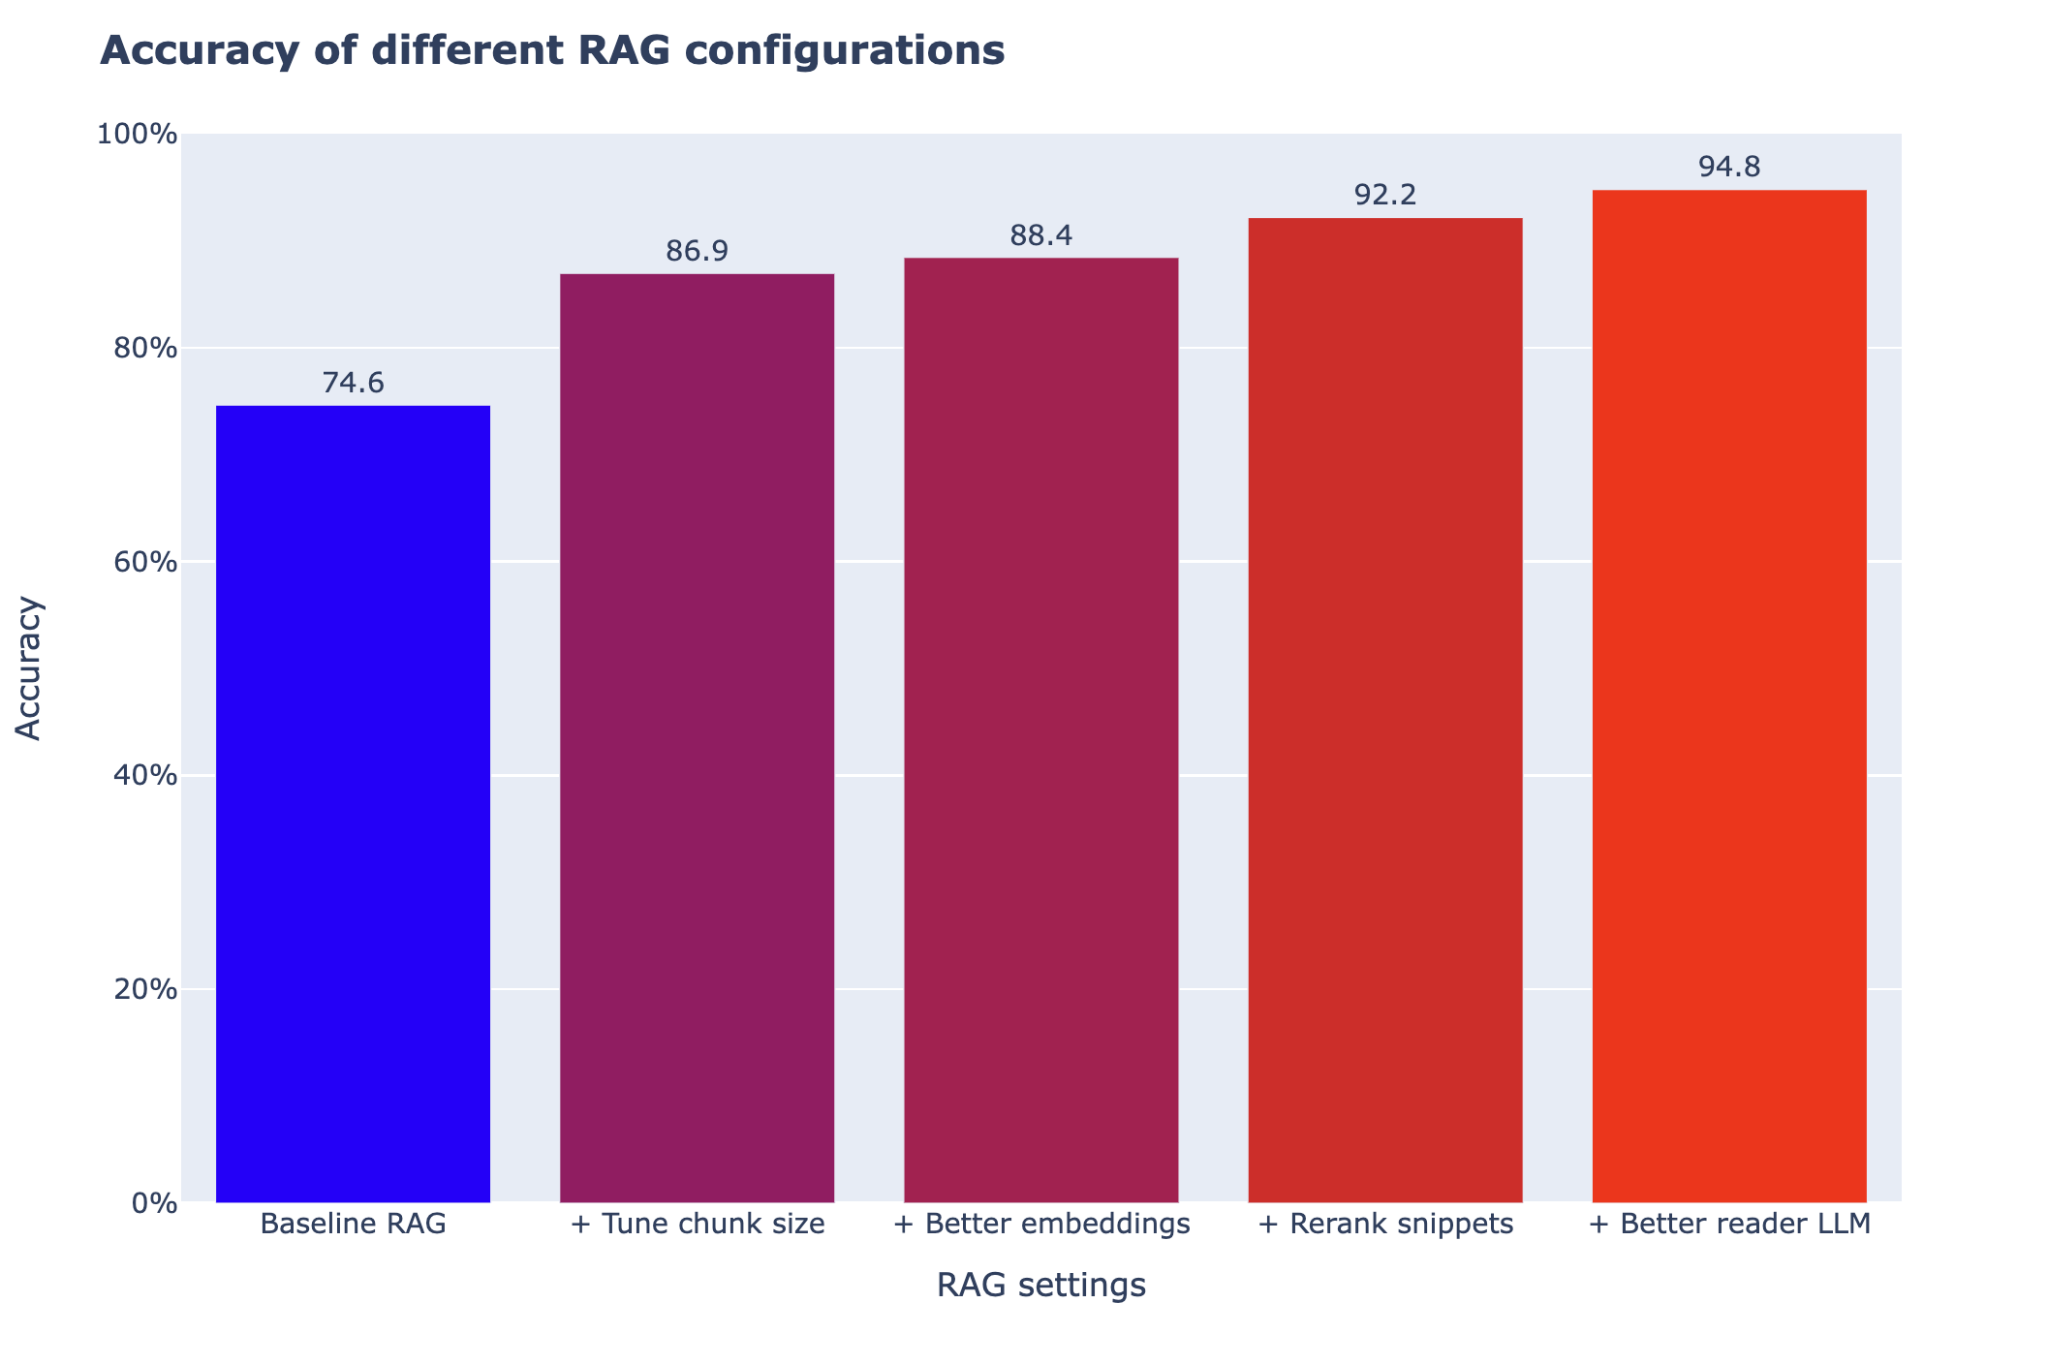 Accuracy of different RAG configurations
100%
80%
60%
40%
20%
0%
Accuracy
74.6
86.9
88.4
92.2
94.8
Baseline RAG
+ Tune chunk size
+ Better embeddings
+ Rerank snippets
+ Better reader LLM
RAG settings